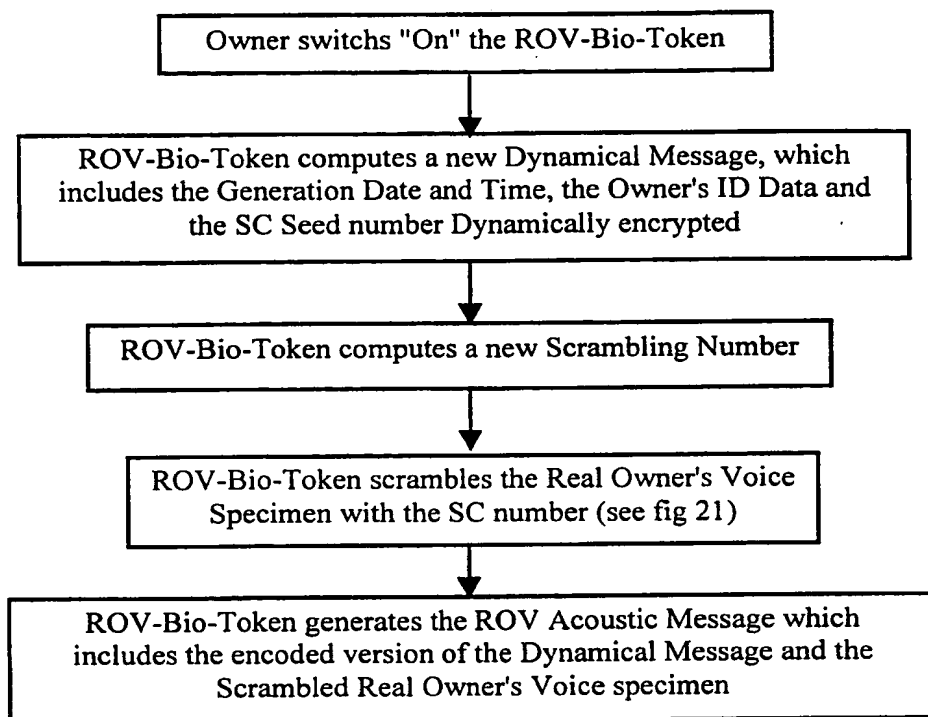 Owner switchs "On" the ROV-Bio-Token
ROV-Bio-Token computes a new Dynamical Message, which
includes the Generation Date and Time, the Owner's ID Data and
the SC Seed number Dynamically encrypted
ROV-Bio-Token computes a new Scrambling Number
ROV-Bio-Token scrambles the Real Owner's Voice
Specimen with the SC number (see fig 21)
ROV-Bio-Token generates the ROV Acoustic Message which
includes the encoded version of the Dynamical Message and the
Scrambled Real Owner's Voice specimen